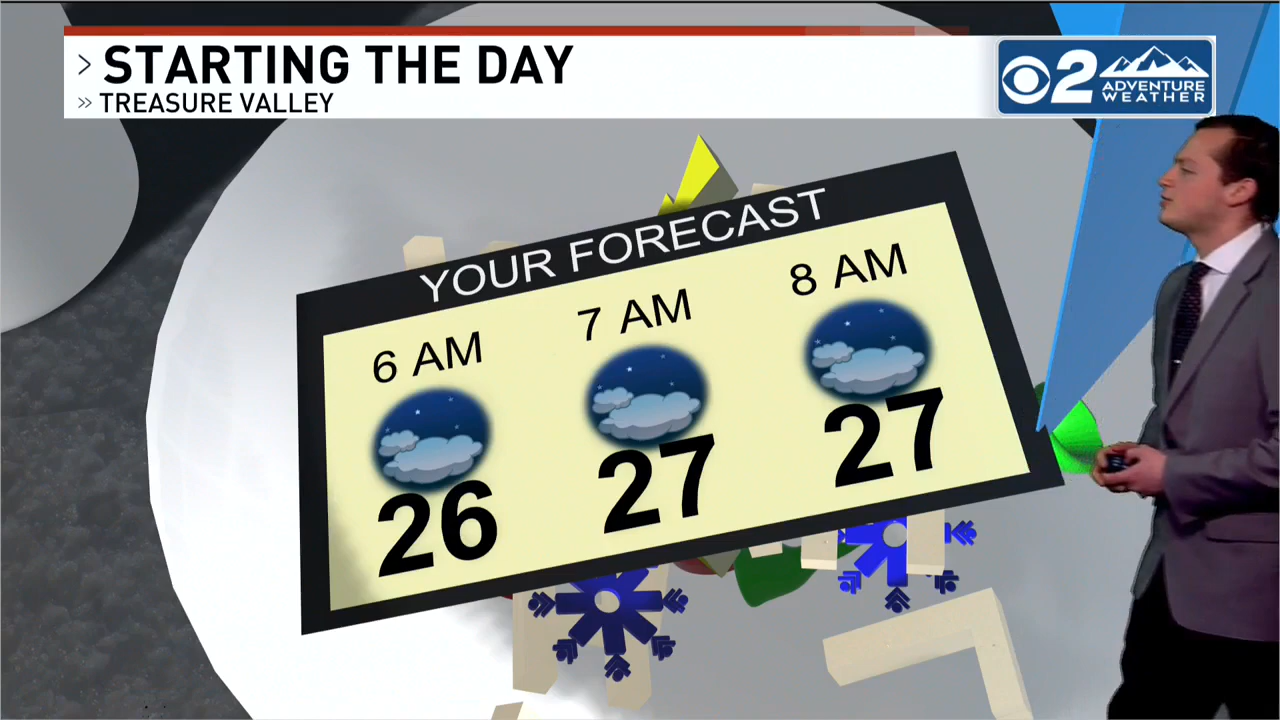 > STARTING THE DAY
» TREASURE VALLEY
2 ADVENTURE
WEATHER
YOUR FORECAST
6 AM 7 AM 8 AM
26 27 27